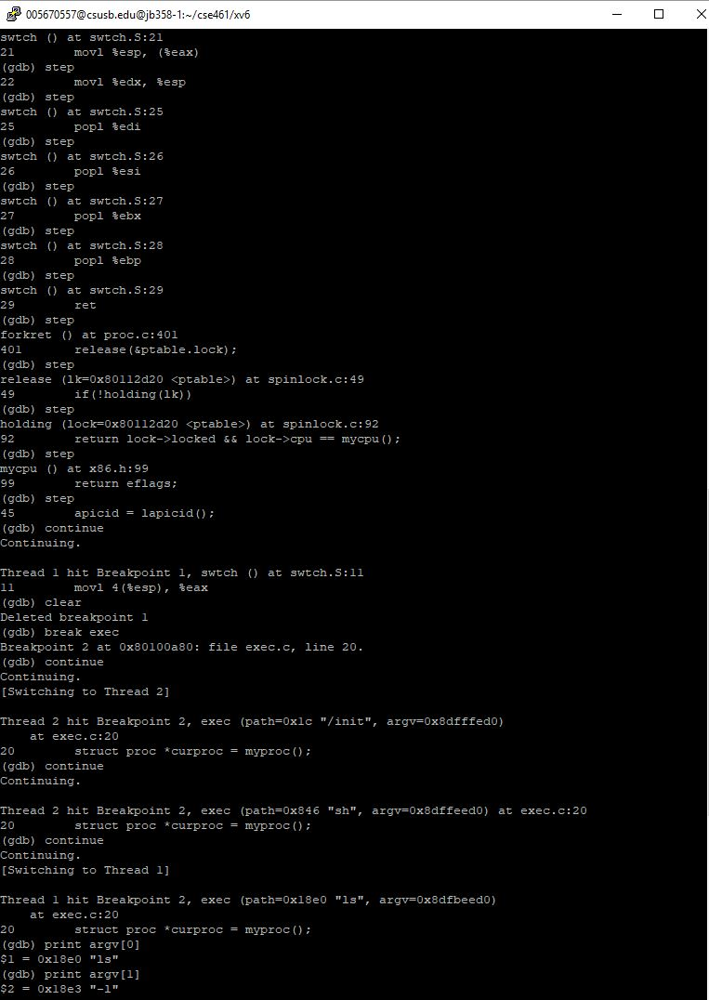 005670557@csusb.edu@jb358-1:~/cse461/xv6
swtch () at swtch.S:21
21        movl %esp, (%eax)
(gdb) step
22        movl %edx, %esp
(gdb) step
swtch () at swtch.S:25
25        popl %edi
(gdb) step
swtch () at swtch.S:26
26        popl %esi
(gdb) step
swtch () at swtch.S:27
27        popl %ebx
(gdb) step
swtch () at swtch.S:28
28        popl %ebp
(gdb) step
swtch () at swtch.S:29
29        ret
(gdb) step
forkret () at proc.c:401
401       release(&ptable.lock);
(gdb) step
release (lk=0x80112d20 <ptable>) at spinlock.c:49
49        if(!holding(lk))
(gdb) step
holding (lock=0x80112d20 <ptable>) at spinlock.c:92
92        return lock->locked && lock->cpu == mycpu();
(gdb) step
mycpu () at x86.h:99
99        return eflags;
(gdb) step
45        apicid = lapicid();
(gdb) continue
Continuing.

Thread 1 hit Breakpoint 1, swtch () at swtch.S:11
11        movl 4(%esp), %eax
(gdb) clear
Deleted breakpoint 1
(gdb) break exec
Breakpoint 2 at 0x80100a80: file exec.c, line 20.
(gdb) continue
Continuing.
[Switching to Thread 2]

Thread 2 hit Breakpoint 2, exec (path=0x1c "/init", argv=0x8dfffed0)
    at exec.c:20
20        struct proc *curproc = myproc();
(gdb) continue
Continuing.

Thread 2 hit Breakpoint 2, exec (path=0x846 "sh", argv=0x8dffeed0) at exec.c:20
20        struct proc *curproc = myproc();
(gdb) continue
Continuing.
[Switching to Thread 1]

Thread 1 hit Breakpoint 2, exec (path=0x18e0 "ls", argv=0x8dfbeed0)
    at exec.c:20
20        struct proc *curproc = myproc();
(gdb) print argv[0]
$1 = 0x18e0 "ls"
(gdb) print argv[1]
$2 = 0x18e3 "-l"